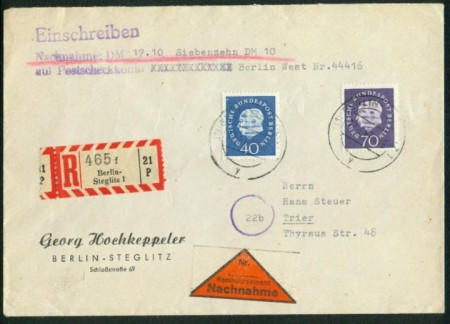 Einschreiben
Nachnahme: DM 17.10 Siebenzehn DM 10
auf Postscheckkonto XXXXXXXXXXXX Berlin West Nr.44416
DEUTSCHE BUNDESPOST BERLIN
40
DEUTSCHE BUNDESPOST BERLIN
70
R
465 f
Berlin-
Steglitz 1
21
P
Georg Hochkeppeler
BERLIN-STEGLITZ
Schloßstraße 69
22b
Herrn
Hans Steuer
Trier
Thyrsus Str. 48
Nr.
Remboursement
Nachnahme